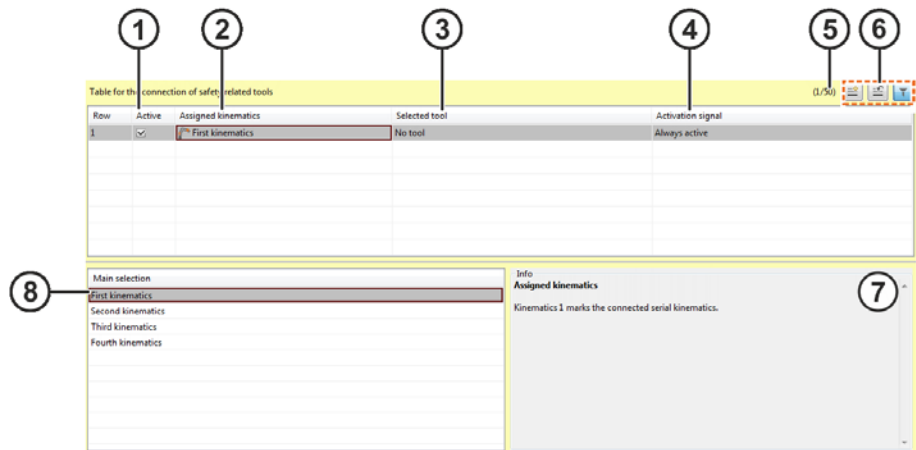 1 2 3 4 5 6
Table for the connection of safety-related tools (1/50)
Row Active Assigned kinematics Selected tool Activation signal
1 First kinematics No tool Always active
Main selection
First kinematics
Second kinematics
Third kinematics
Fourth kinematics
8
Info
Assigned kinematics
Kinematics 1 marks the connected serial kinematics.
7